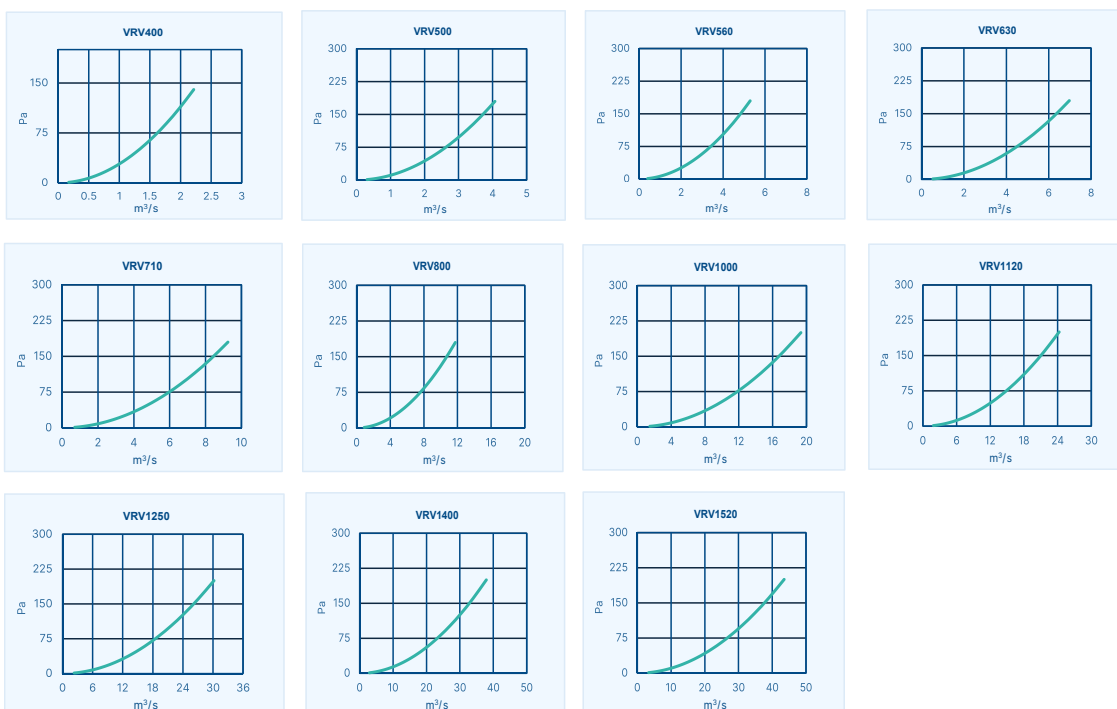 VRV400
150
75
0
Pa
0 0.5 1 1.5 2 2.5 3
m³/s
VRV500
300
225
150
75
0
Pa
0 1 2 3 4 5
m³/s
VRV560
300
225
150
75
0
Pa
0 2 4 6 8
m³/s
VRV630
300
225
150
75
0
Pa
0 2 4 6 8
m³/s
VRV710
300
225
150
75
0
Pa
0 2 4 6 8 10
m³/s
VRV800
300
225
150
75
0
Pa
0 4 8 12 16 20
m³/s
VRV1000
300
225
150
75
0
Pa
0 4 8 12 16 20
m³/s
VRV1120
300
225
150
75
0
Pa
0 6 12 18 24 30
m³/s
VRV1250
300
225
150
75
0
Pa
0 6 12 18 24 30 36
m³/s
VRV1400
300
225
150
75
0
Pa
0 10 20 30 40 50
m³/s
VRV1520
300
225
150
75
0
Pa
0 10 20 30 40 50
m³/s